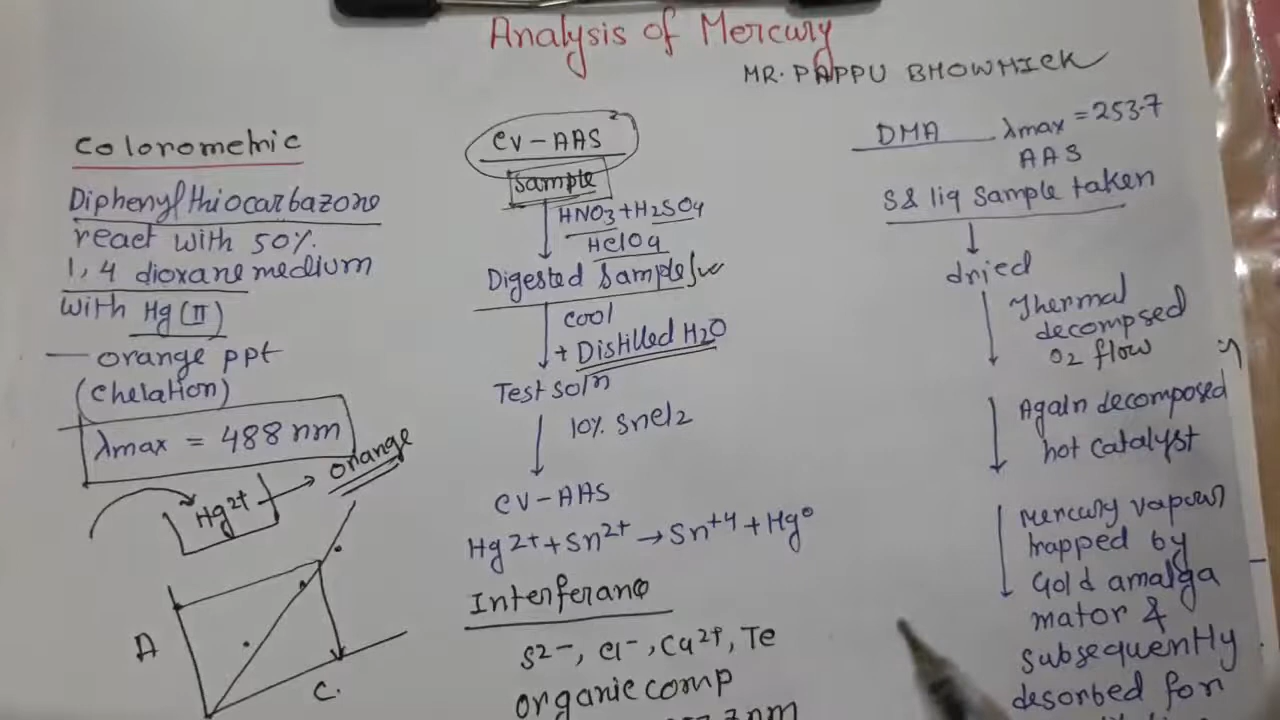 Analysis of Mercury
MR. PAPPU BHOWMICK
Colorometric
Diphenylthiocarbazone
react with 50%.
1, 4 dioxane medium
with Hg(II)
— orange ppt
(chelation)
λmax = 488 nm
Hg2+ → orange
A
C.
CV-AAS
Sample
HNO3+H2SO4
HClO4
Digested Sample
cool
+ Distilled H2O
Test soln
10% SnCl2
CV-AAS
Hg2+ + Sn2+ → Sn+4 + Hg0
Interferanc
S2-, Cl-, Cu2+, Te
organic comp
7nm
DMA λmax = 253.7
AAS
S & liq Sample taken
dried
Thermal
decompsed
O2 flow
Again decomposed
hot catalyst
Mercury vapour
trapped by
Gold amalga
mator &
subsequently
desorbed for